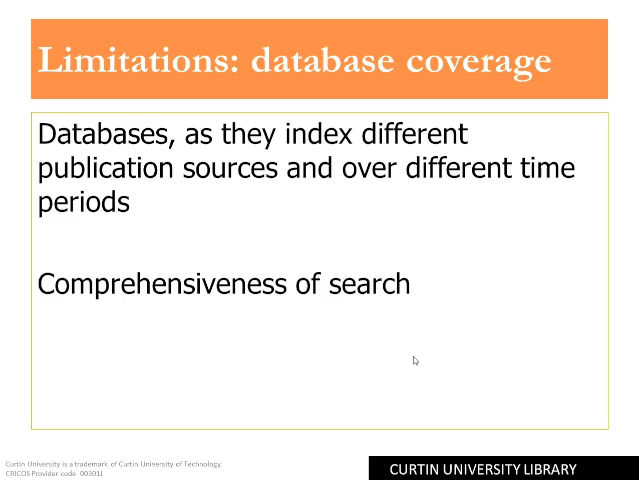 Limitations: database coverage
Databases, as they index different
publication sources and over different time
periods
Comprehensiveness of search
Curtin University is a trademark of Curtin University of Technology
CRICOS Provider code 00301J
CURTIN UNIVERSITY LIBRARY